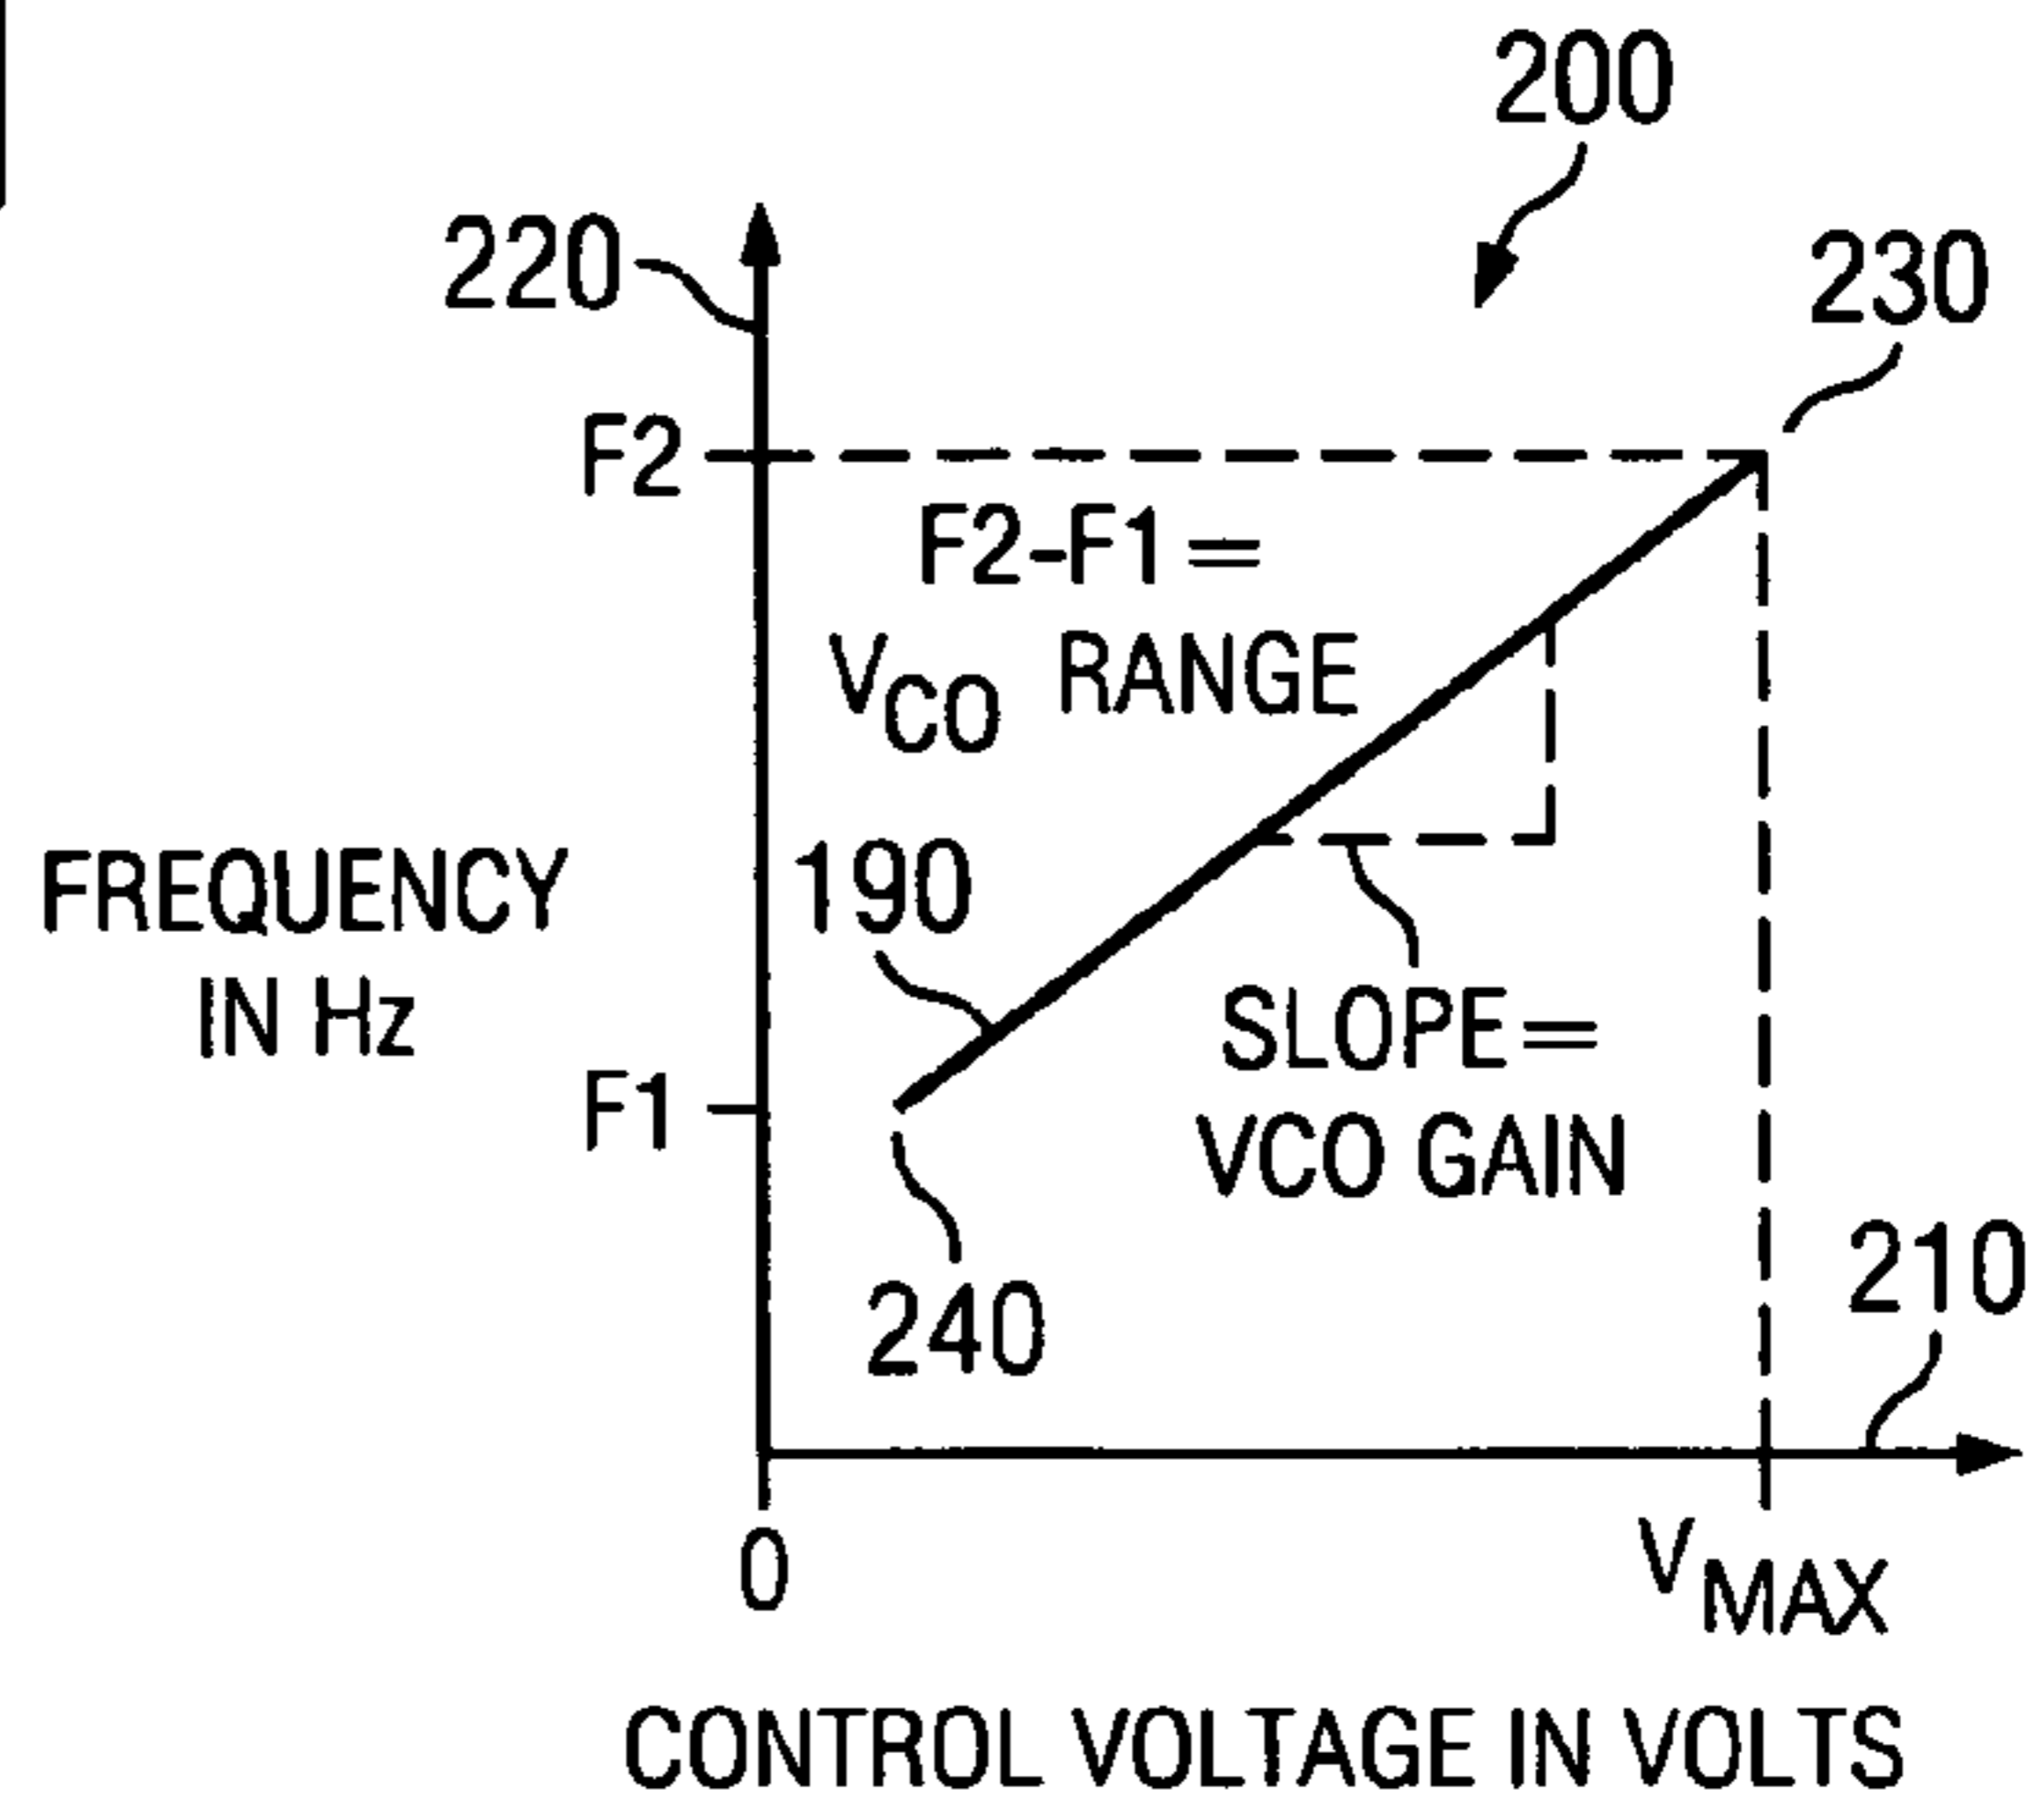 200
220
230
F2
F2-F1=
VCO RANGE
190
FREQUENCY
IN Hz
SLOPE=
VCO GAIN
F1
240
210
0
VMAX
CONTROL VOLTAGE IN VOLTS